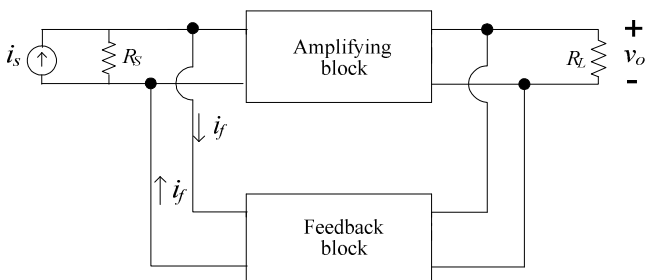 i_s
R_S
Amplifying
block
R_L
+
v_o
-
i_f
i_f
Feedback
block